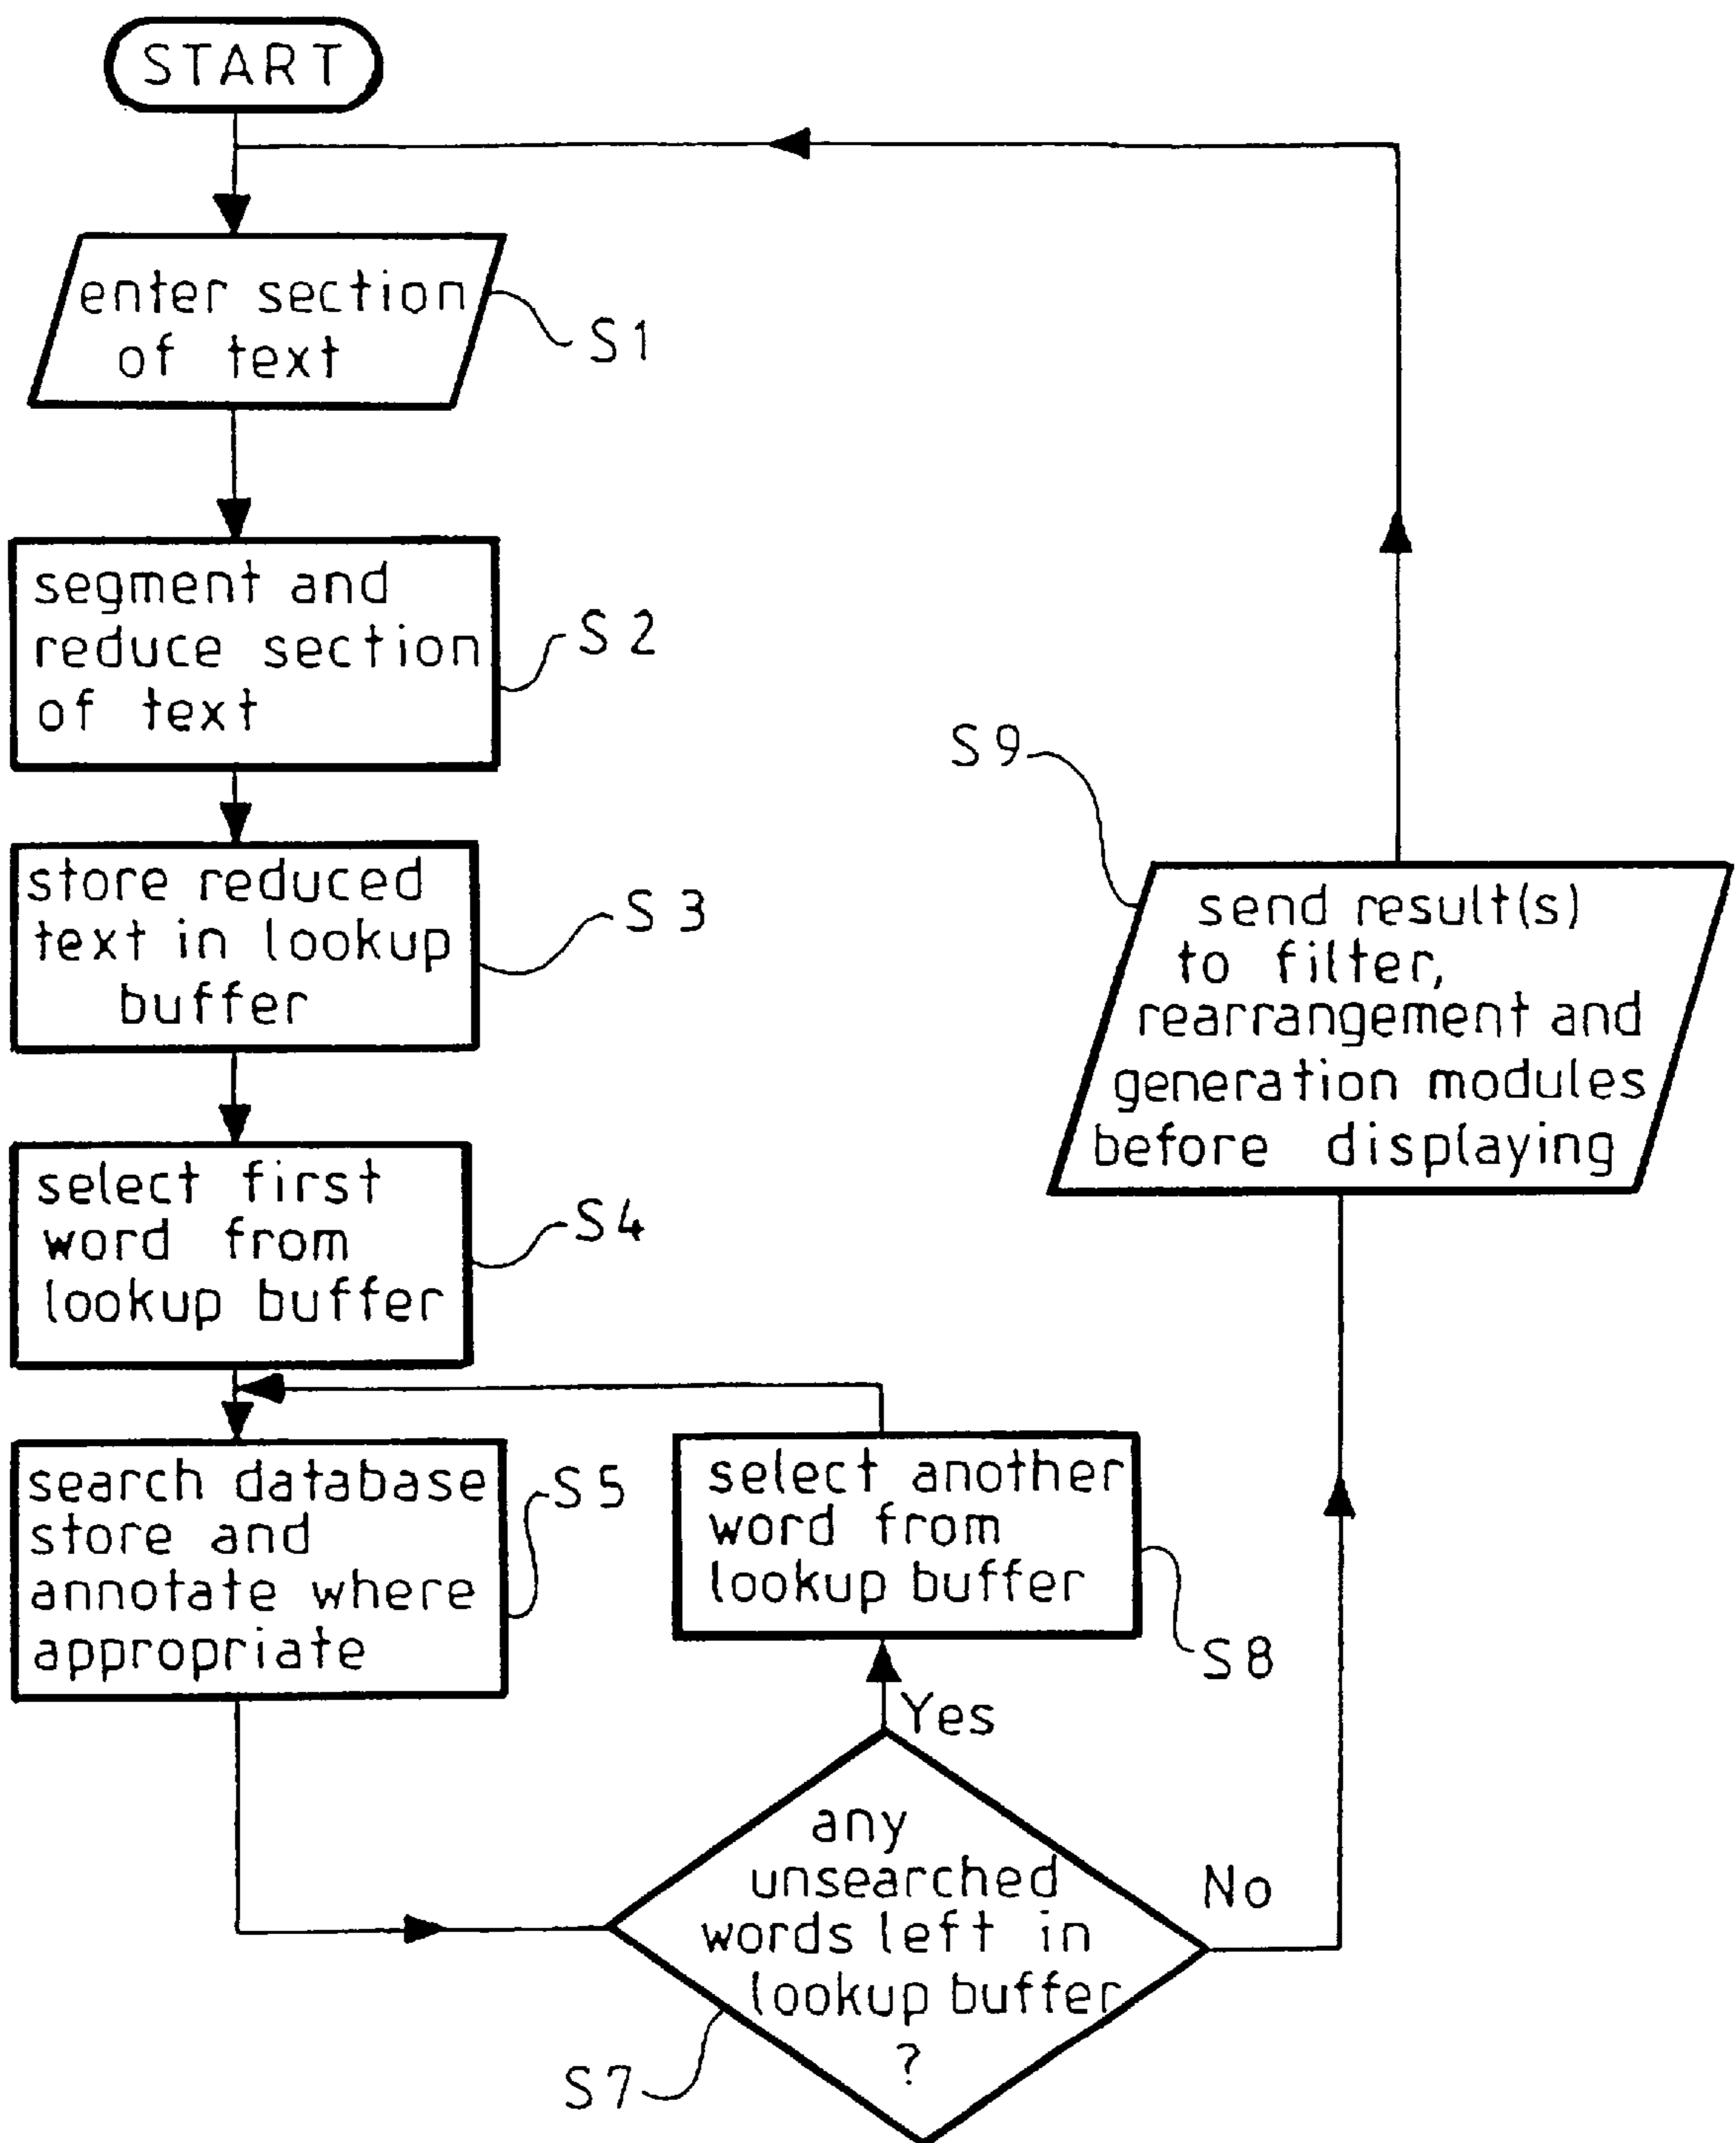 START
enter section
of text
S1
segment and
reduce section
of text
S2
store reduced
text in lookup
buffer
S3
select first
word from
lookup buffer
S4
search database
store and
annotate where
appropriate
S5
select another
word from
lookup buffer
S8
Yes
any
unsearched
words left in
lookup buffer
?
S7
No
S9
send result(s)
to filter,
rearrangement and
generation modules
before displaying